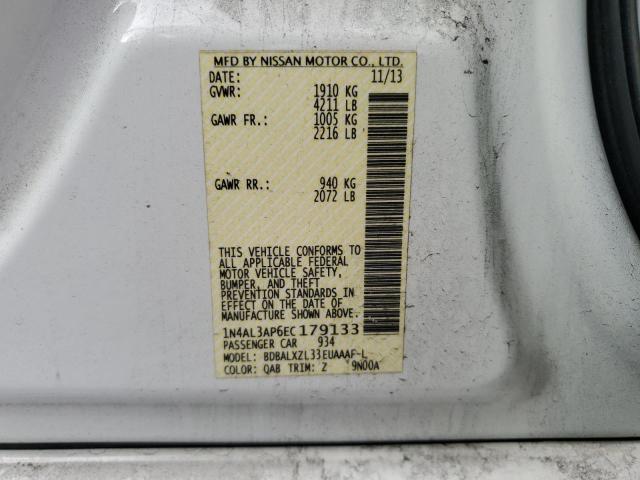 MFD BY NISSAN MOTOR CO., LTD.
DATE: 11/13
GVWR: 1910 KG
4211 LB
GAWR FR.: 1005 KG
2216 LB
GAWR RR.: 940 KG
2072 LB
THIS VEHICLE CONFORMS TO
ALL APPLICABLE FEDERAL
MOTOR VEHICLE SAFETY,
BUMPER, AND THEFT
PREVENTION STANDARDS IN
EFFECT ON THE DATE OF
MANUFACTURE SHOWN ABOVE.
1N4AL3AP6EC179133
PASSENGER CAR 934
MODEL: BDBALXZL33EUAAAF-L
COLOR: QAB TRIM: Z 9N00A